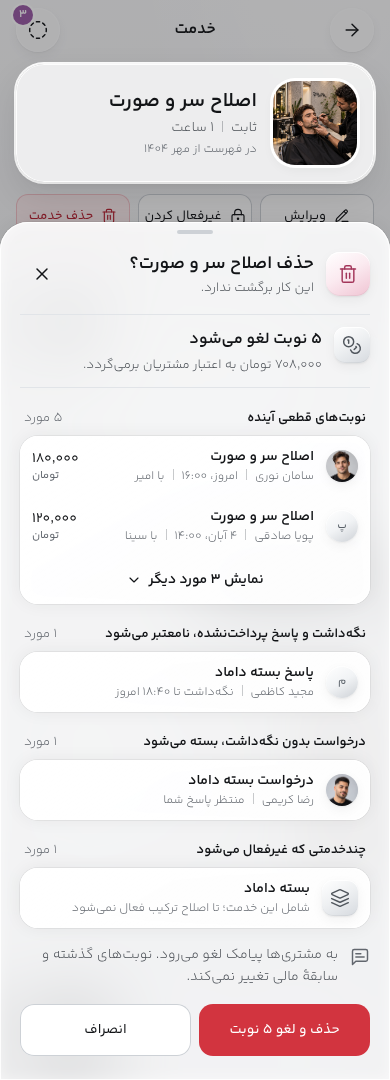 ۳
خدمت
اصلاح سر و صورت
ثابت | ۱ ساعت
در فهرست از مهر ۱۴۰۴
ویرایش
غیرفعال کردن
حذف خدمت
حذف اصلاح سر و صورت؟
این کار برگشت ندارد.
۵ نوبت لغو می‌شود
۷۰۸,۰۰۰ تومان به اعتبار مشتریان برمی‌گردد.
نوبت‌های قطعی آینده
۵ مورد
اصلاح سر و صورت
۱۸۰,۰۰۰
سامان نوری | امروز، ۱۶:۰۰ | با امیر
تومان
اصلاح سر و صورت
۱۲۰,۰۰۰
پ
پویا صادقی | ۴ آبان، ۱۴:۰۰ | با سینا
تومان
نمایش ۳ مورد دیگر
نگه‌داشت و پاسخ پرداخت‌نشده، نامعتبر می‌شود
۱ مورد
پاسخ بسته داماد
م
مجید کاظمی | نگه‌داشت تا ۱۸:۴۰ امروز
درخواست بدون نگه‌داشت، بسته می‌شود
۱ مورد
درخواست بسته داماد
رضا کریمی | منتظر پاسخ شما
چندخدمتی که غیرفعال می‌شود
۱ مورد
بسته داماد
شامل این خدمت؛ تا اصلاح ترکیب فعال نمی‌شود
به مشتری‌ها پیامک لغو می‌رود. نوبت‌های گذشته و
سابقهٔ مالی تغییر نمی‌کند.
حذف و لغو ۵ نوبت
انصراف